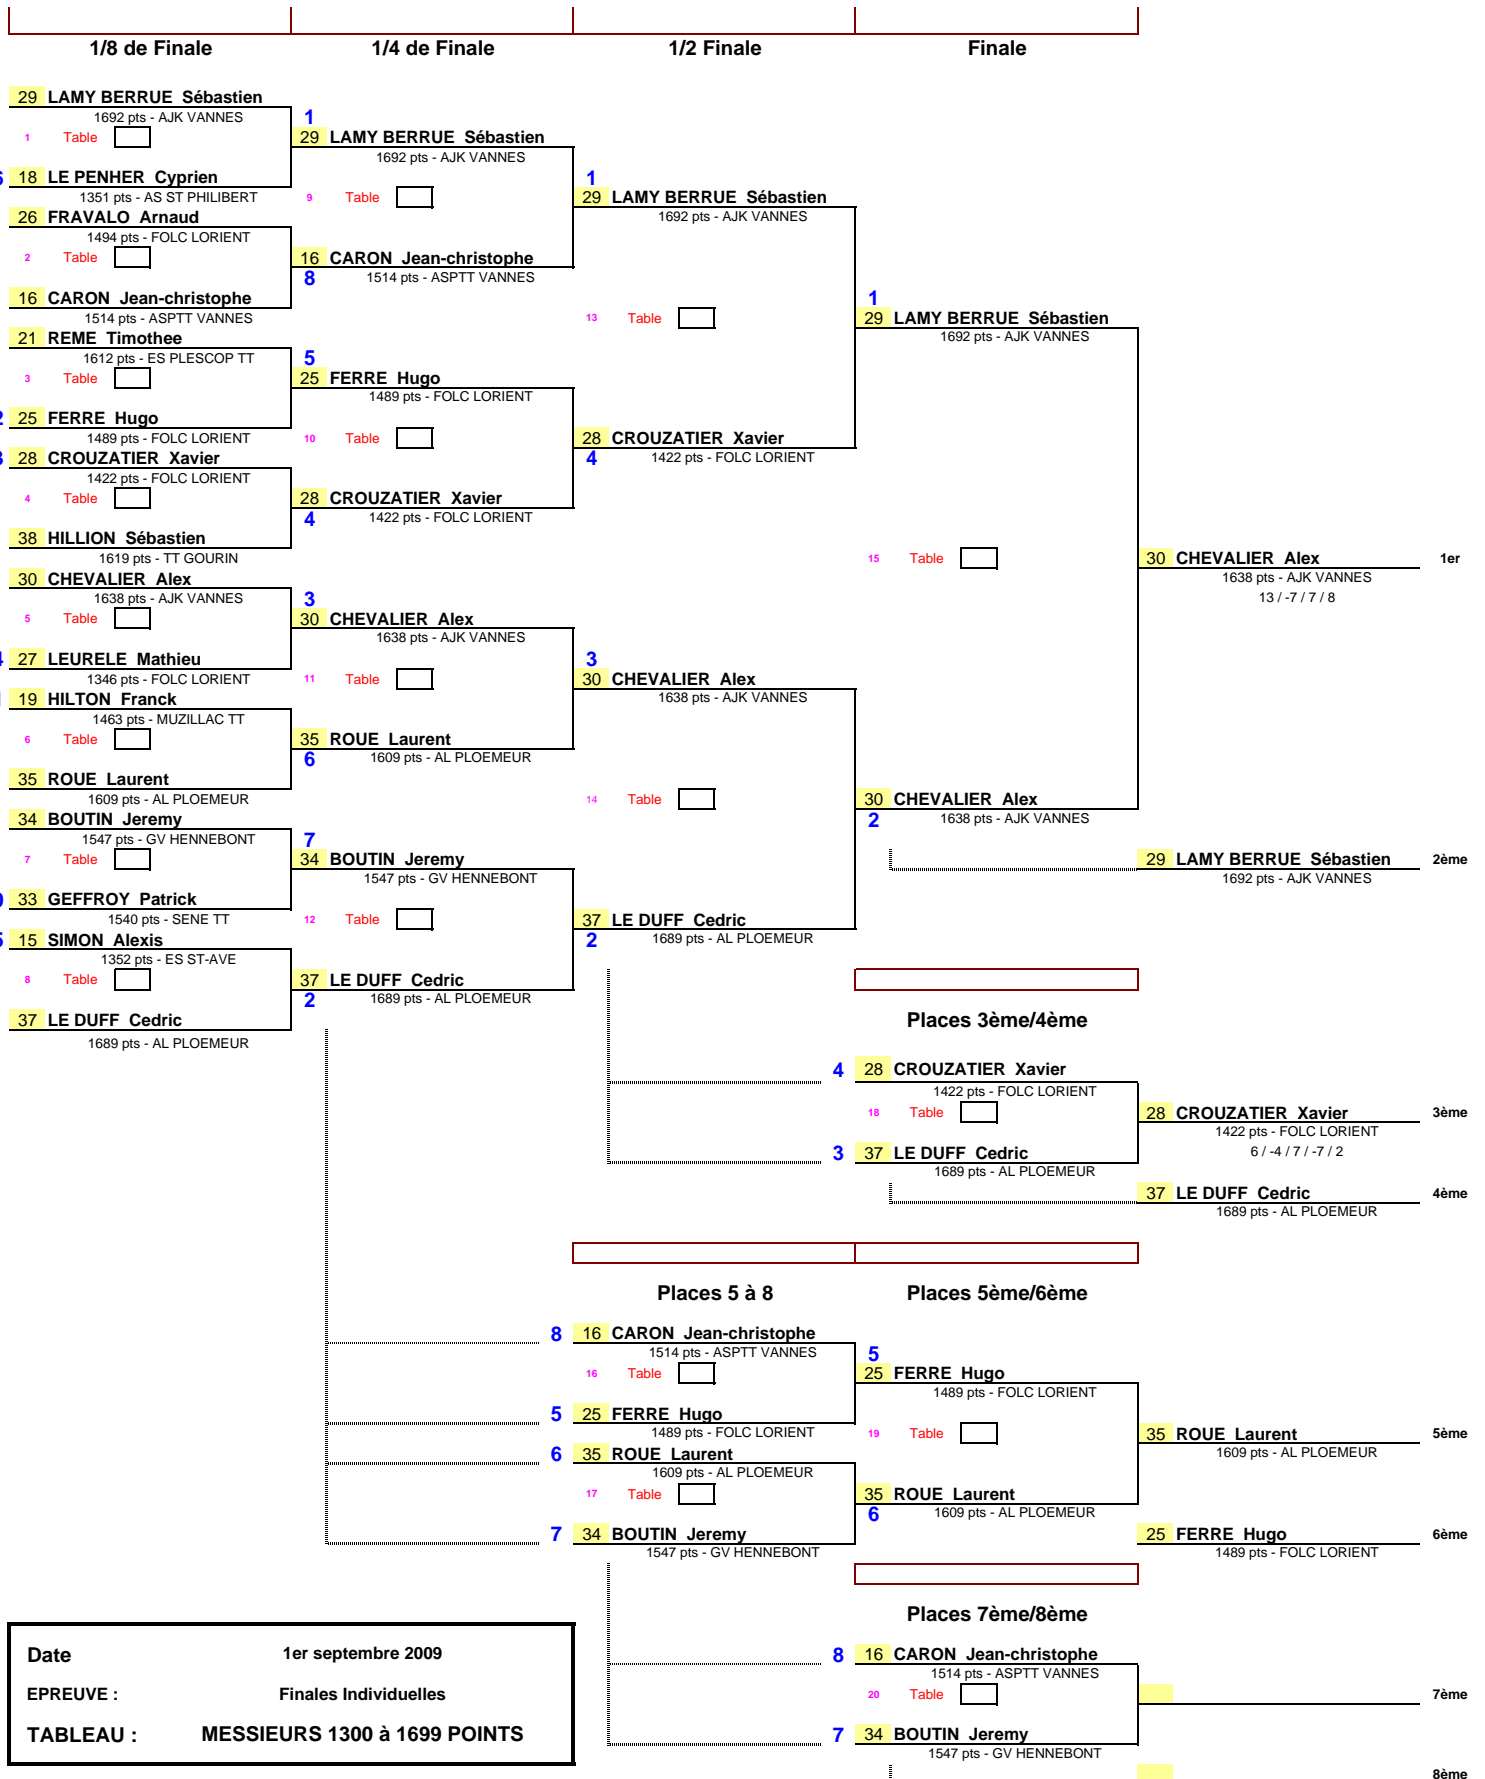 1/8 de Finale
1/4 de Finale
1/2 Finale
Finale
29 LAMY BERRUE Sébastien
1692 pts - AJK VANNES
1 Table
18 LE PENHER Cyprien
1351 pts - AS ST PHILIBERT
26 FRAVALO Arnaud
1494 pts - FOLC LORIENT
2 Table
16 CARON Jean-christophe
1514 pts - ASPTT VANNES
21 REME Timothee
1612 pts - ES PLESCOP TT
3 Table
25 FERRE Hugo
1489 pts - FOLC LORIENT
28 CROUZATIER Xavier
1422 pts - FOLC LORIENT
4 Table
38 HILLION Sébastien
1619 pts - TT GOURIN
30 CHEVALIER Alex
1638 pts - AJK VANNES
5 Table
27 LEURELE Mathieu
1346 pts - FOLC LORIENT
19 HILTON Franck
1463 pts - MUZILLAC TT
6 Table
35 ROUE Laurent
1609 pts - AL PLOEMEUR
34 BOUTIN Jeremy
1547 pts - GV HENNEBONT
7 Table
33 GEFFROY Patrick
1540 pts - SENE TT
15 SIMON Alexis
1352 pts - ES ST-AVE
8 Table
37 LE DUFF Cedric
1689 pts - AL PLOEMEUR
1
29 LAMY BERRUE Sébastien
1692 pts - AJK VANNES
9 Table
16 CARON Jean-christophe
8 1514 pts - ASPTT VANNES
5
25 FERRE Hugo
1489 pts - FOLC LORIENT
10 Table
28 CROUZATIER Xavier
4 1422 pts - FOLC LORIENT
3
30 CHEVALIER Alex
1638 pts - AJK VANNES
11 Table
35 ROUE Laurent
6 1609 pts - AL PLOEMEUR
7
34 BOUTIN Jeremy
1547 pts - GV HENNEBONT
12 Table
37 LE DUFF Cedric
2 1689 pts - AL PLOEMEUR
1
29 LAMY BERRUE Sébastien
1692 pts - AJK VANNES
13 Table
28 CROUZATIER Xavier
4 1422 pts - FOLC LORIENT
3
30 CHEVALIER Alex
1638 pts - AJK VANNES
14 Table
37 LE DUFF Cedric
2 1689 pts - AL PLOEMEUR
1
29 LAMY BERRUE Sébastien
1692 pts - AJK VANNES
15 Table
30 CHEVALIER Alex
2 1638 pts - AJK VANNES
30 CHEVALIER Alex 1er
1638 pts - AJK VANNES
13 / -7 / 7 / 8
29 LAMY BERRUE Sébastien 2ème
1692 pts - AJK VANNES
Places 3ème/4ème
4 28 CROUZATIER Xavier
1422 pts - FOLC LORIENT
18 Table
3 37 LE DUFF Cedric
1689 pts - AL PLOEMEUR
28 CROUZATIER Xavier 3ème
1422 pts - FOLC LORIENT
6 / -4 / 7 / -7 / 2
37 LE DUFF Cedric 4ème
1689 pts - AL PLOEMEUR
Places 5 à 8
Places 5ème/6ème
8 16 CARON Jean-christophe
1514 pts - ASPTT VANNES
16 Table
5 25 FERRE Hugo
1489 pts - FOLC LORIENT
6 35 ROUE Laurent
1609 pts - AL PLOEMEUR
17 Table
7 34 BOUTIN Jeremy
1547 pts - GV HENNEBONT
5
25 FERRE Hugo
1489 pts - FOLC LORIENT
19 Table
35 ROUE Laurent
6 1609 pts - AL PLOEMEUR
35 ROUE Laurent 5ème
1609 pts - AL PLOEMEUR
25 FERRE Hugo 6ème
1489 pts - FOLC LORIENT
Places 7ème/8ème
8 16 CARON Jean-christophe
1514 pts - ASPTT VANNES
20 Table
7 34 BOUTIN Jeremy
1547 pts - GV HENNEBONT
7ème
8ème
Date 1er septembre 2009
EPREUVE : Finales Individuelles
TABLEAU : MESSIEURS 1300 à 1699 POINTS